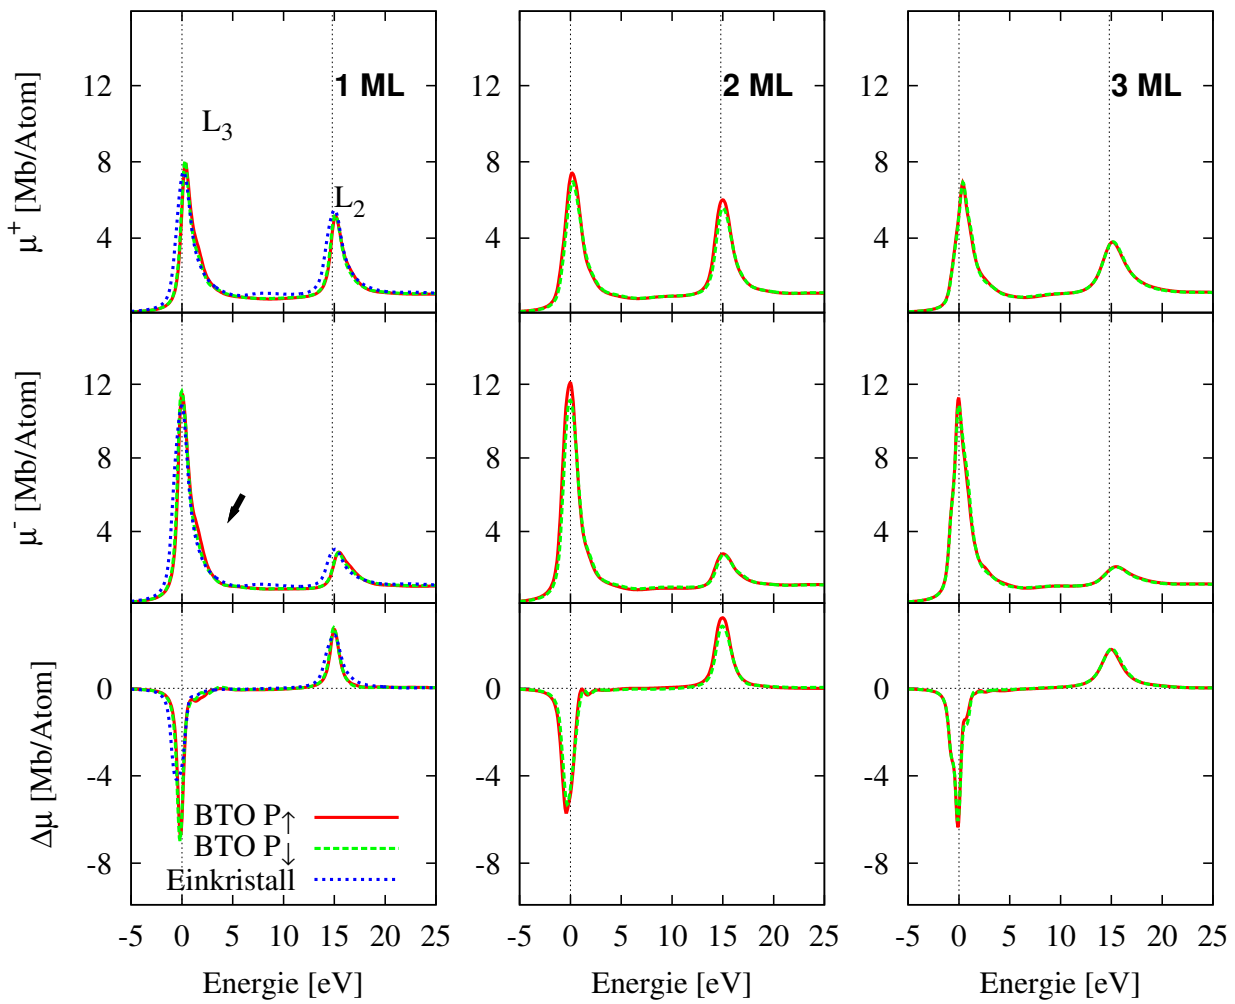 μ+ [Mb/Atom]
12
8
4
1 ML
L3
L2
12
8
4
2 ML
12
8
4
3 ML
μ- [Mb/Atom]
12
8
4
12
8
4
12
8
4
Δμ [Mb/Atom]
0
-4
-8
BTO P↑
BTO P↓
Einkristall
0
-4
-8
0
-4
-8
-5 0 5 10 15 20 25
-5 0 5 10 15 20 25
-5 0 5 10 15 20 25
Energie [eV]
Energie [eV]
Energie [eV]